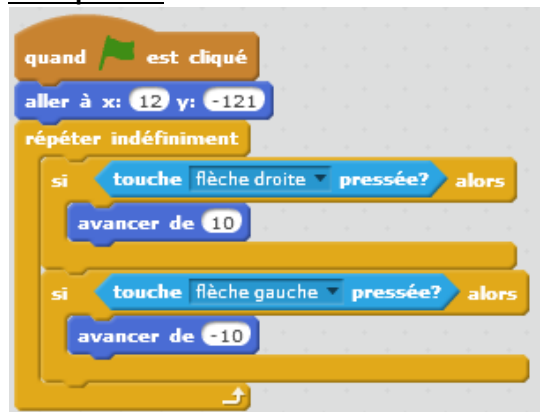 quand est cliqué
aller à x: 12 y: -121
répéter indéfiniment
si touche flèche droite pressée? alors
avancer de 10
si touche flèche gauche pressée? alors
avancer de -10